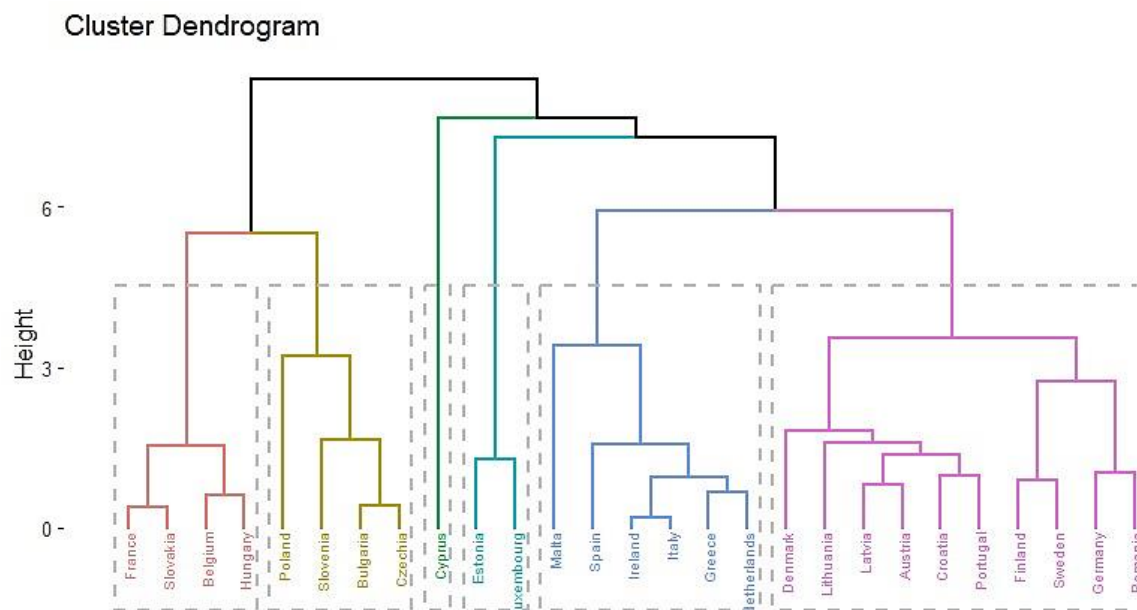 Cluster Dendrogram
Height
6
3
0
France
Slovakia
Belgium
Hungary
Poland
Slovenia
Bulgaria
Czechia
Cyprus
Estonia
uxembourg
Malta
Spain
Ireland
Italy
Greece
Netherlands
Denmark
Lithuania
Latvia
Austria
Croatia
Portugal
Finland
Sweden
Germany